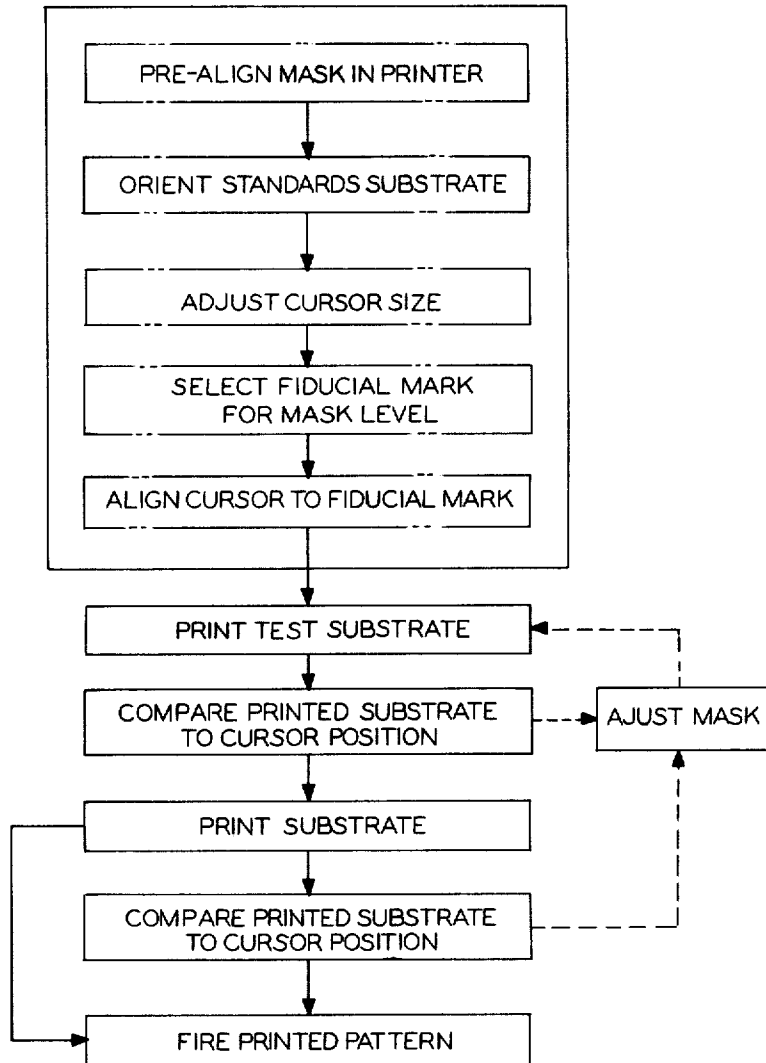 PRE-ALIGN MASK IN PRINTER
ORIENT STANDARDS SUBSTRATE
ADJUST CURSOR SIZE
SELECT FIDUCIAL MARK
FOR MASK LEVEL
ALIGN CURSOR TO FIDUCIAL MARK
PRINT TEST SUBSTRATE
COMPARE PRINTED SUBSTRATE
TO CURSOR POSITION
AJUST MASK
PRINT SUBSTRATE
COMPARE PRINTED SUBSTRATE
TO CURSOR POSITION
FIRE PRINTED PATTERN